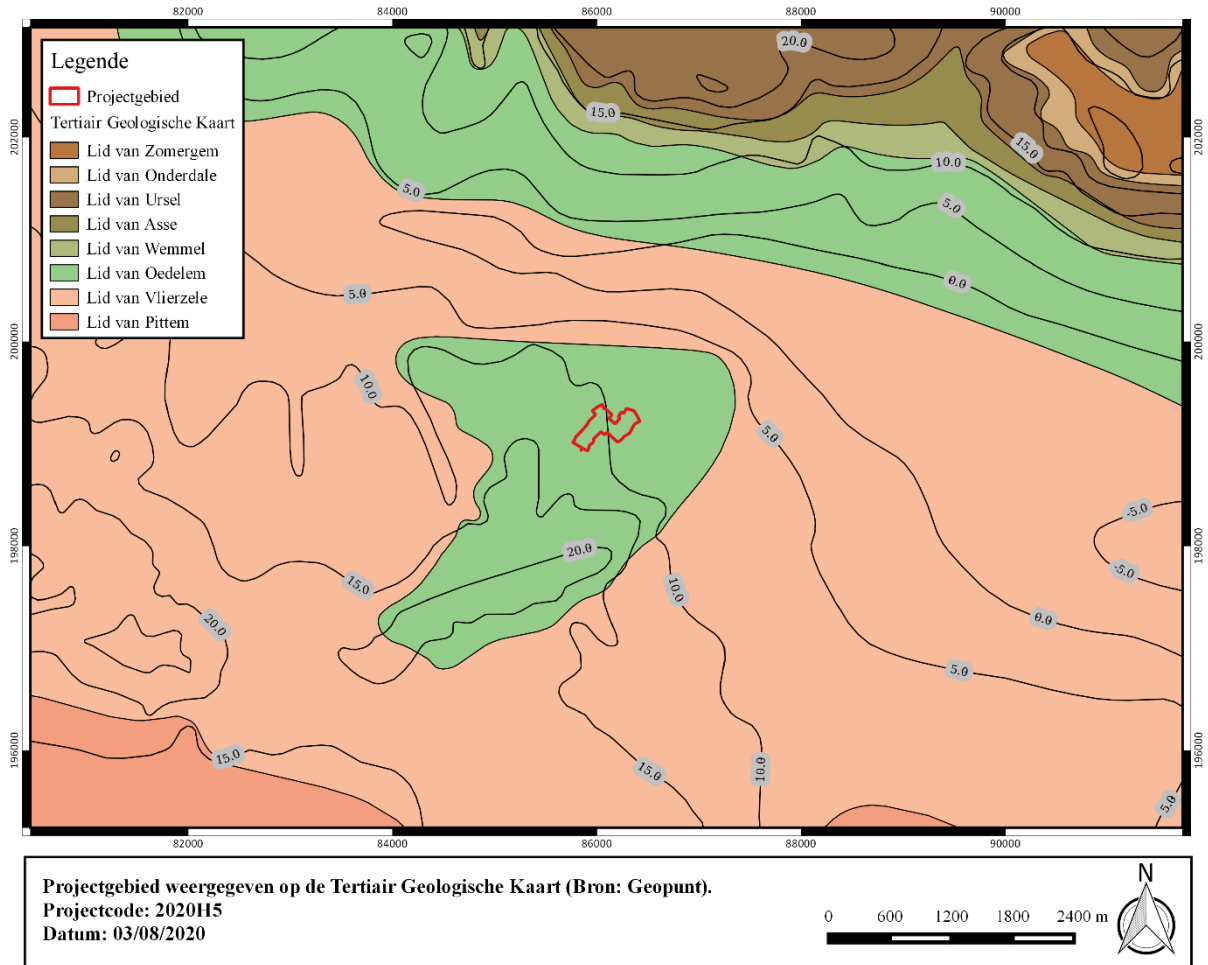 82000 84000 86000 88000 90000
Legende
Projectgebied
Tertiair Geologische Kaart
Lid van Zomergem
Lid van Onderdale
Lid van Ursel
Lid van Asse
Lid van Wemmel
Lid van Oedelem
Lid van Vlierzele
Lid van Pittem
20.0
15.0
15.0
10.0
5.0
5.0
0.0
5.0
10.0
5.0
-5.0
20.0
-5.0
15.0
10.0
20.0
0.0
5.0
15.0
15.0
10.0
5.0
202000
200000
198000
196000
202000
200000
198000
196000
82000 84000 86000 88000 90000
Projectgebied weergegeven op de Tertiair Geologische Kaart (Bron: Geopunt).
Projectcode: 2020H5
Datum: 03/08/2020
0 600 1200 1800 2400 m
N